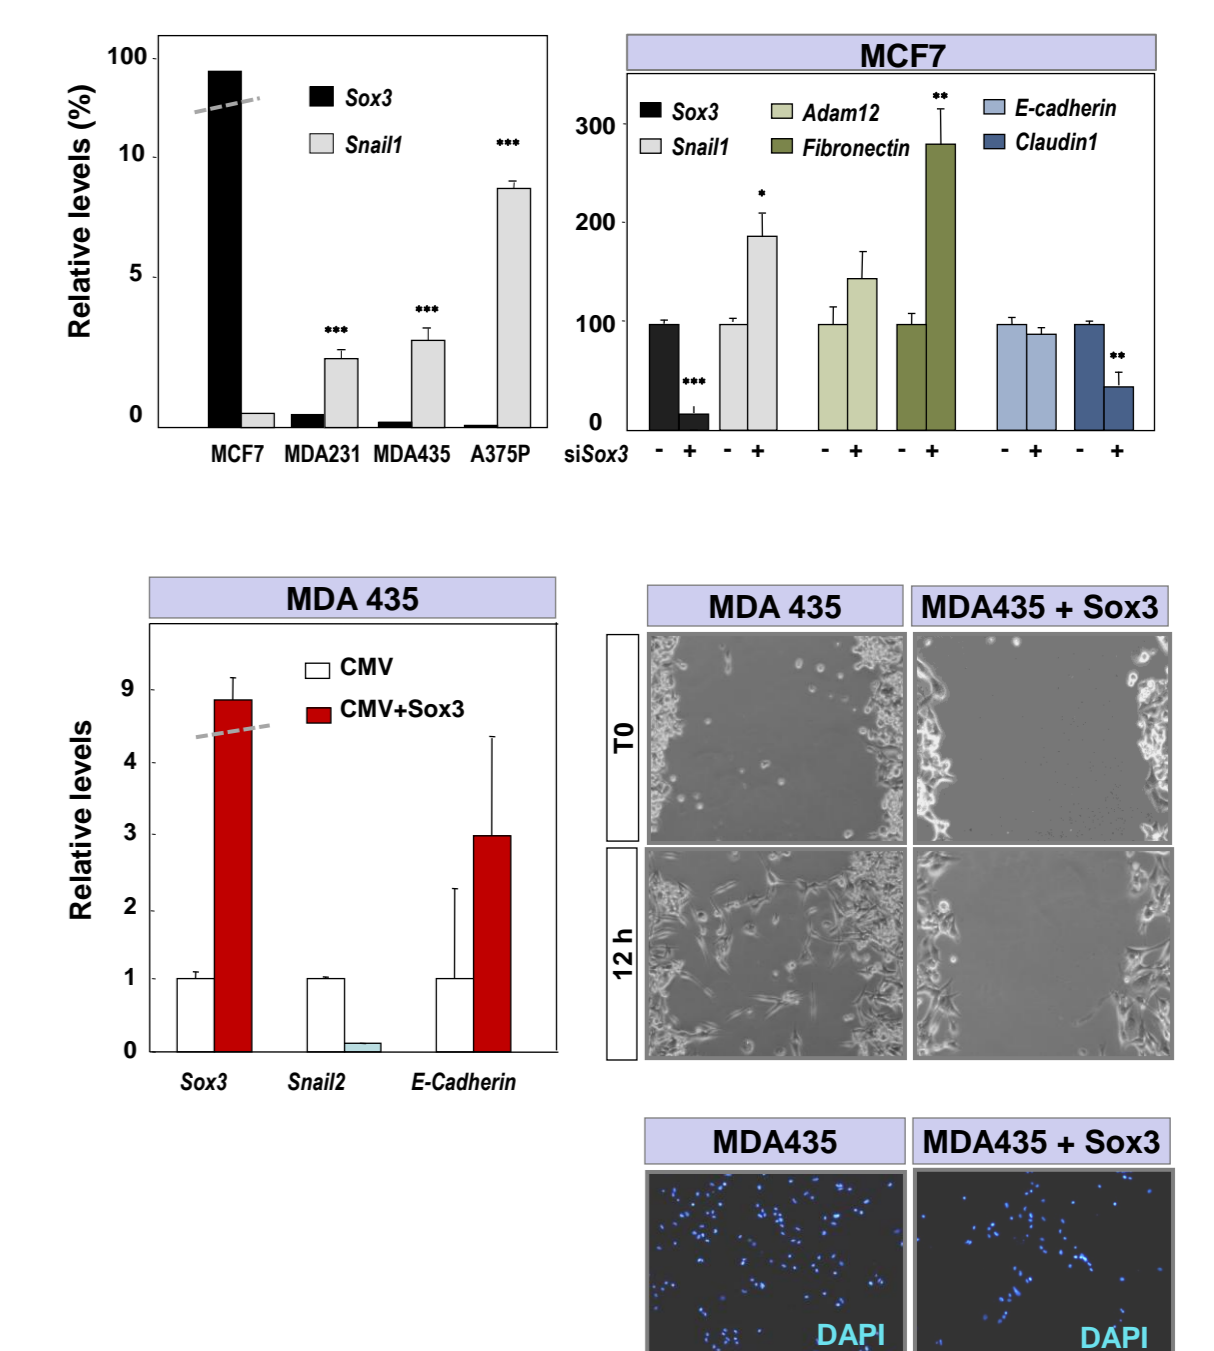 Relative levels (%)
100
10
5
0
Sox3
Snail1
***
***
***
MCF7 MDA231 MDA435 A375P
MCF7
300
200
100
0
Sox3
Snail1
Adam12
Fibronectin
E-cadherin
Claudin1
***
*
**
**
siSox3 - + - + - + - + - + - +
MDA 435
Relative levels
9
4
3
2
1
0
CMV
CMV+Sox3
Sox3 Snail2 E-Cadherin
MDA 435 MDA435 + Sox3
T0
12 h
MDA435 MDA435 + Sox3
DAPI DAPI